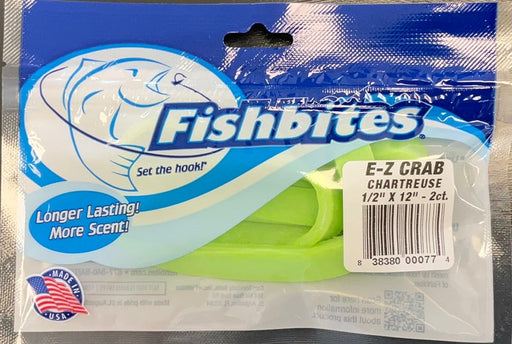 Fishbites®
Set the hook!™
Longer Lasting!
More Scent!
E-Z CRAB
CHARTREUSE
1/2" X 12" - 2ct.
8 38380 00077 4
MADE IN
USA